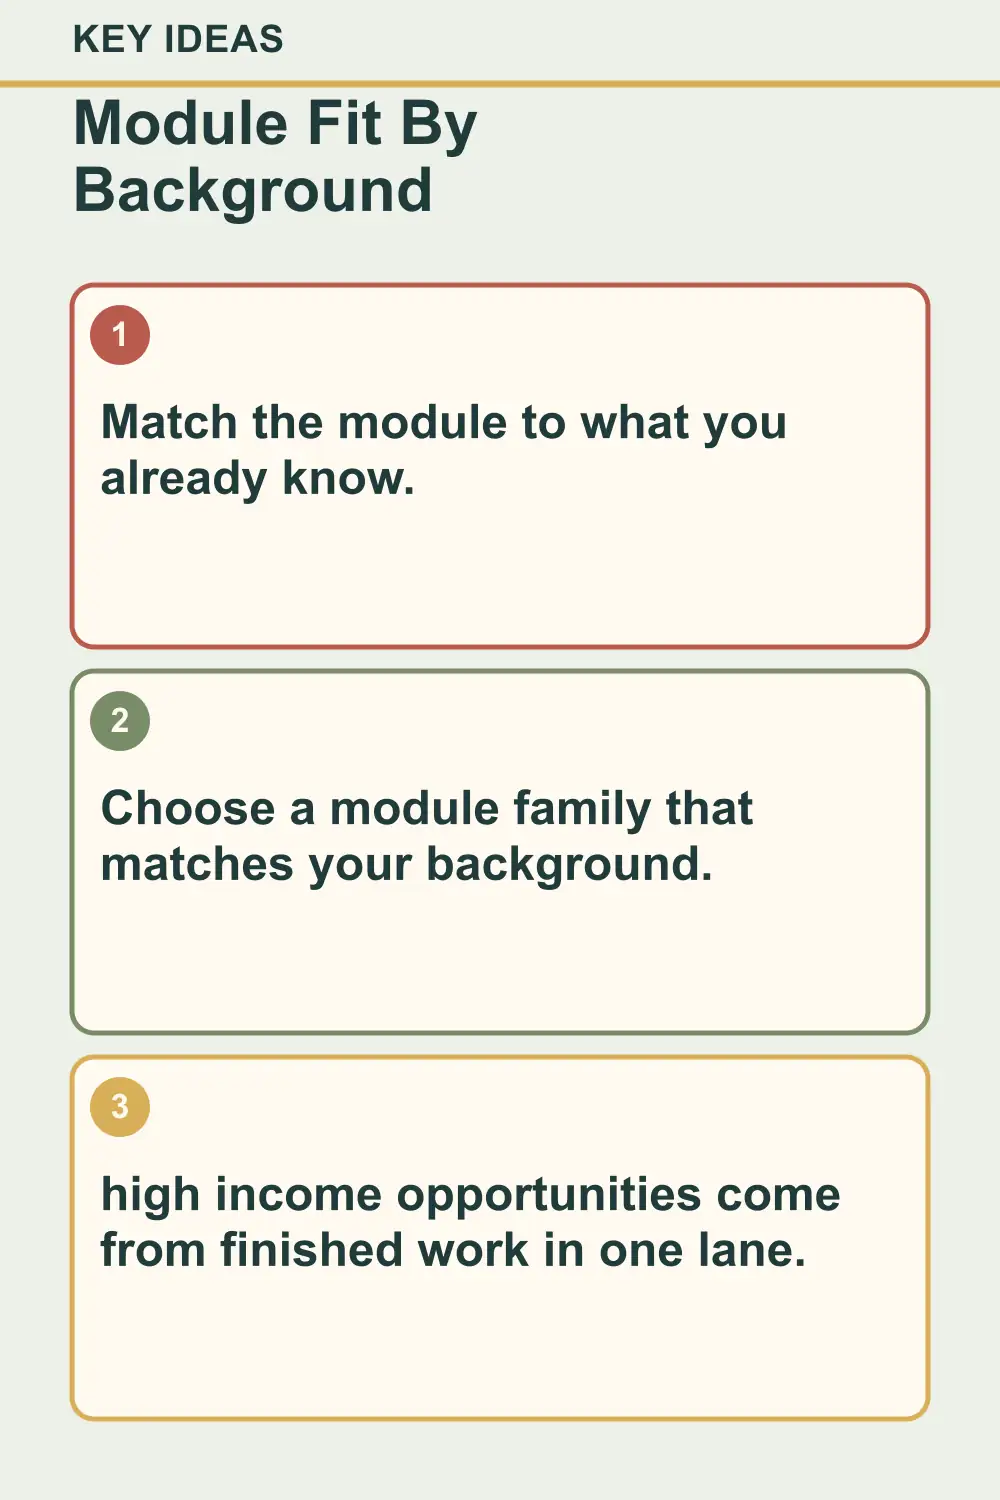 KEY IDEAS
Module Fit By
Background
1
Match the module to what you
already know.
2
Choose a module family that
matches your background.
3
high income opportunities come
from finished work in one lane.